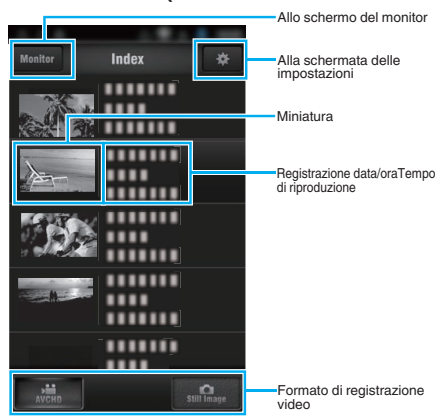 Allo schermo del monitor
Monitor
Index
Alla schermata delle
impostazioni
Miniatura
Registrazione data/oraTempo
di riproduzione
AVCHD
Still Image
Formato di registrazione
video